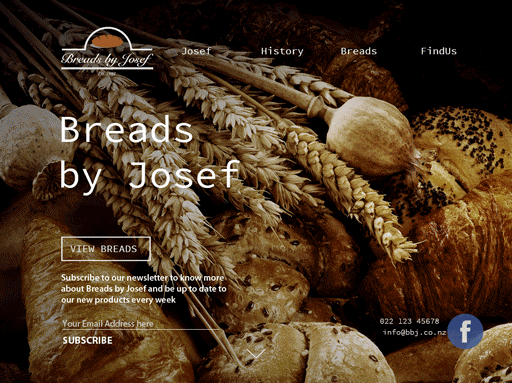 Breads by Josef
Josef
History
Breads
FindUs
Breads
by Josef
VIEW BREADS
Subscribe to our newsletter to know more
about Breads by Josef and be up to date to
our new products every week
Your Email Address here
SUBSCRIBE
022 123 45678
info@bbj.co.nz
f